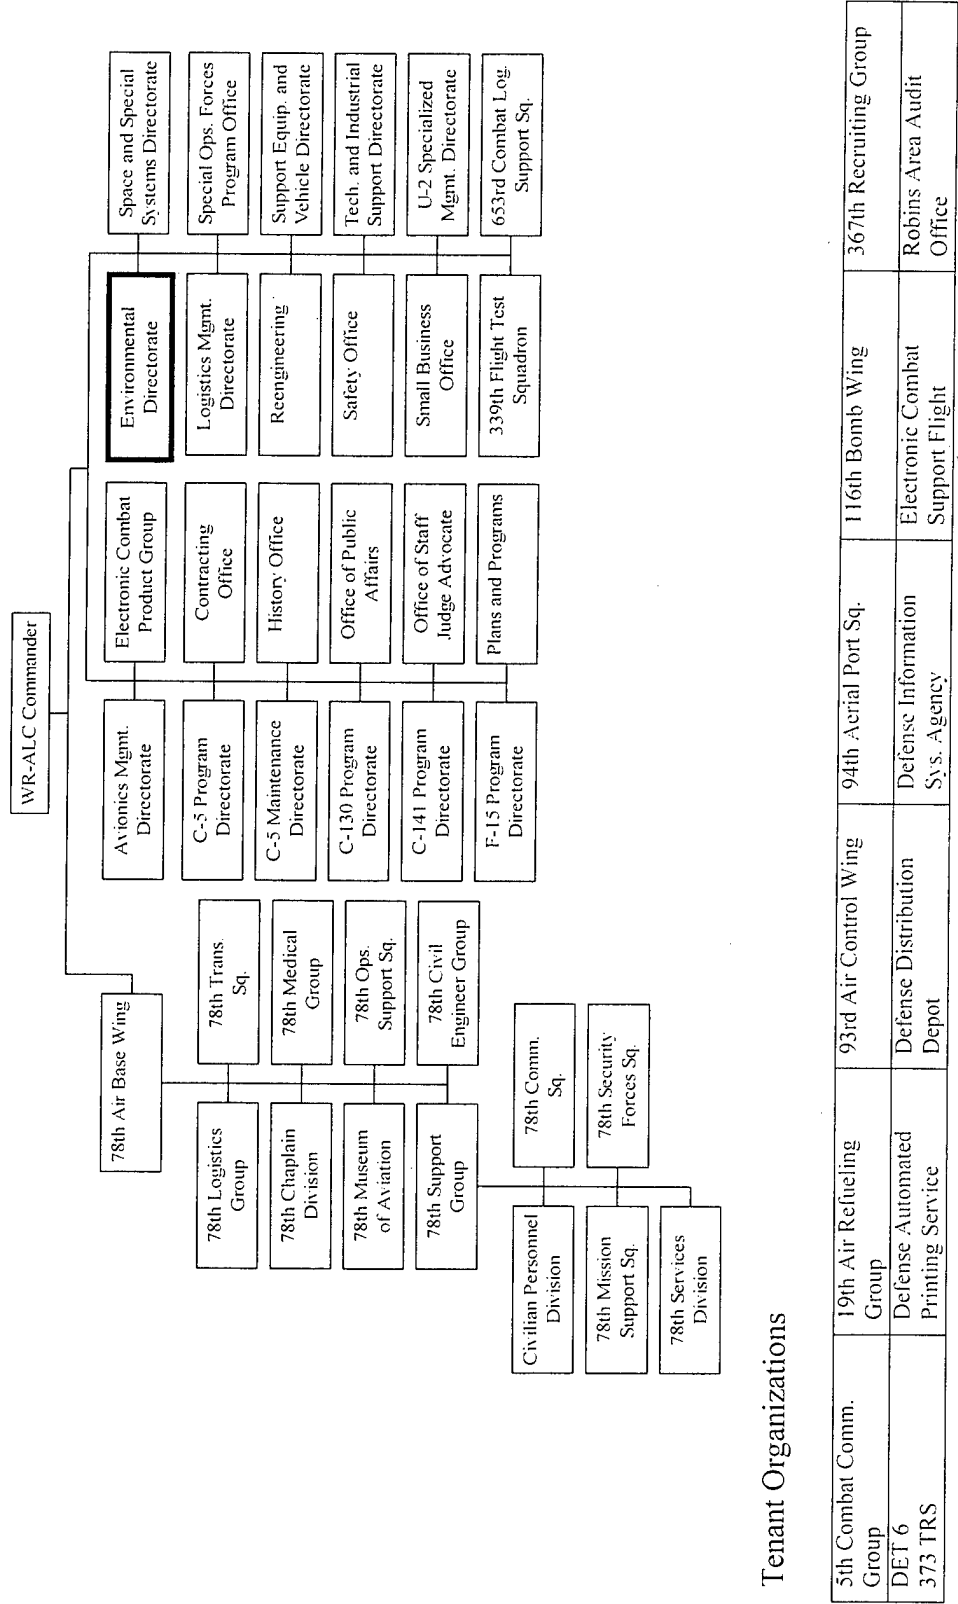 WR-ALC Commander
78th Air Base Wing
78th Logistics
Group
78th Trans.
Sq.
78th Chaplain
Division
78th Medical
Group
78th Museum
of Aviation
78th Ops.
Support Sq.
78th Support
Group
78th Civil
Engineer Group
Civilian Personnel
Division
78th Comm.
Sq.
78th Mission
Support Sq.
78th Security
Forces Sq.
78th Services
Division
Avionics Mgmt.
Directorate
Electronic Combat
Product Group
C-5 Program
Directorate
Contracting
Office
C-5 Maintenance
Directorate
History Office
C-130 Program
Directorate
Office of Public
Affairs
C-141 Program
Directorate
Office of Staff
Judge Advocate
F-15 Program
Directorate
Plans and Programs
Environmental
Directorate
Space and Special
Systems Directorate
Logistics Mgmt.
Directorate
Special Ops. Forces
Program Office
Reengineering
Support Equip. and
Vehicle Directorate
Safety Office
Tech. and Industrial
Support Directorate
Small Business
Office
U-2 Specialized
Mgmt. Directorate
339th Flight Test
Squadron
653rd Combat Log.
Support Sq.
Tenant Organizations
5th Combat Comm.
Group
19th Air Refueling
Group
93rd Air Control Wing
94th Aerial Port Sq.
116th Bomb Wing
367th Recruiting Group
DET 6
373 TRS
Defense Automated
Printing Service
Defense Distribution
Depot
Defense Information
Sys. Agency
Electronic Combat
Support Flight
Robins Area Audit
Office